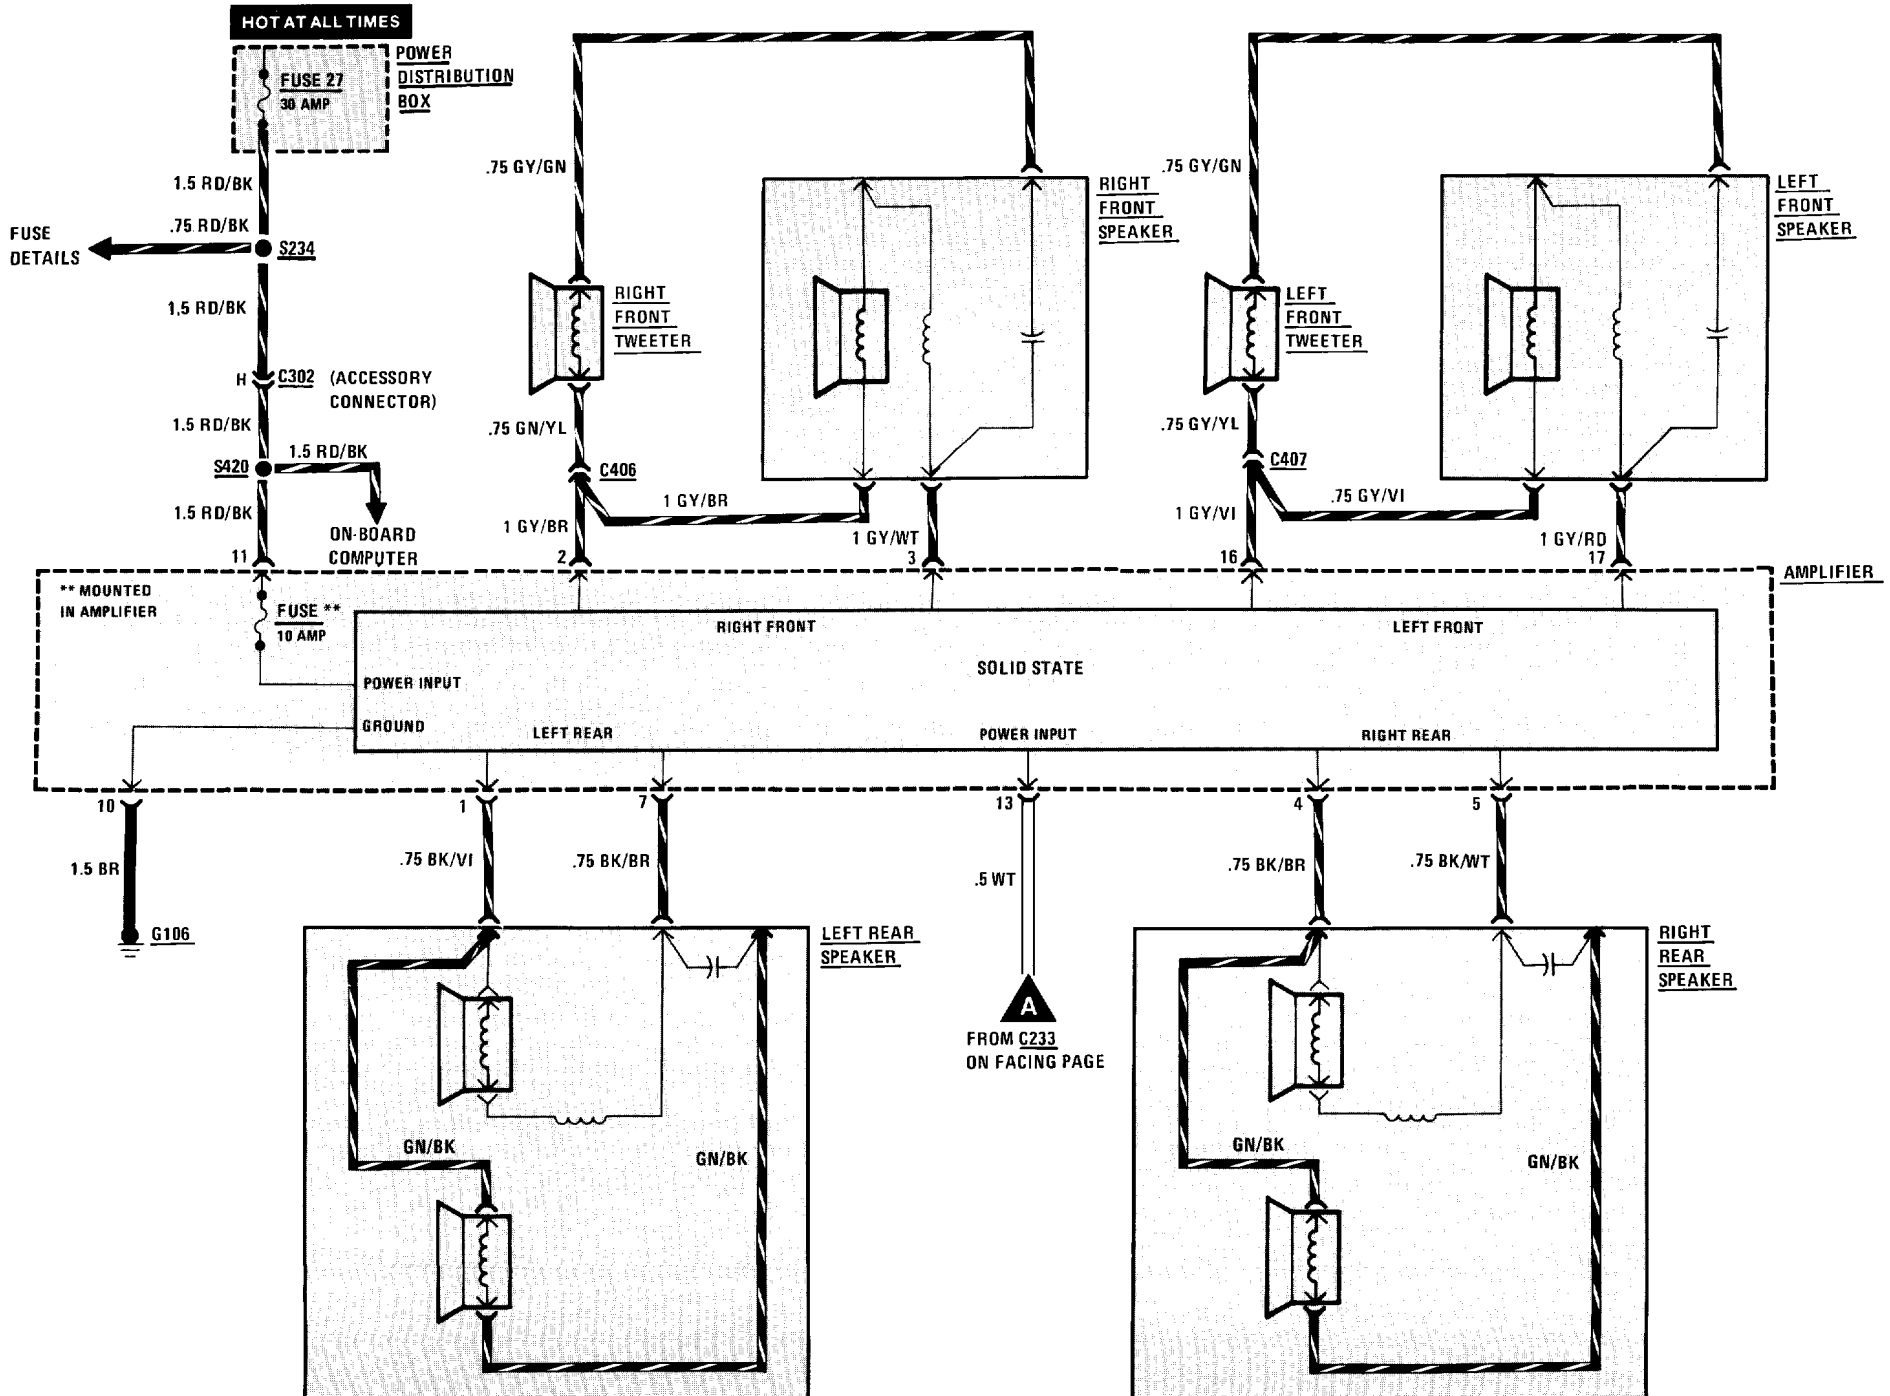 HOT AT ALL TIMES
POWER
DISTRIBUTION
BOX
FUSE 27
30 AMP
1.5 RD/BK
.75 RD/BK
FUSE
DETAILS
S234
1.5 RD/BK
H
C302
(ACCESSORY
CONNECTOR)
1.5 RD/BK
S420
1.5 RD/BK
1.5 RD/BK
ON-BOARD
COMPUTER
11
.75 GY/GN
RIGHT
FRONT
TWEETER
.75 GN/YL
C406
1 GY/BR
1 GY/BR
2
RIGHT
FRONT
SPEAKER
1 GY/WT
3
.75 GY/GN
LEFT
FRONT
TWEETER
.75 GY/YL
C407
.75 GY/VI
1 GY/VI
16
LEFT
FRONT
SPEAKER
1 GY/RD
17
AMPLIFIER
** MOUNTED
IN AMPLIFIER
FUSE **
10 AMP
RIGHT FRONT
LEFT FRONT
SOLID STATE
POWER INPUT
GROUND
LEFT REAR
POWER INPUT
RIGHT REAR
10
1
7
13
4
5
1.5 BR
.75 BK/VI
.75 BK/BR
.5 WT
.75 BK/BR
.75 BK/WT
G106
LEFT REAR
SPEAKER
A
FROM C233
ON FACING PAGE
RIGHT
REAR
SPEAKER
GN/BK
GN/BK
GN/BK
GN/BK